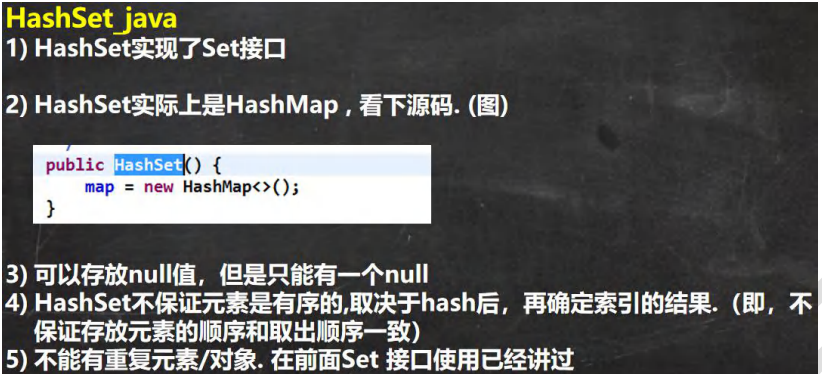 HashSet_java
1) HashSet实现了Set接口
2) HashSet实际上是HashMap , 看下源码. (图)
public HashSet() {
map = new HashMap<>();
}
3) 可以存放null值，但是只能有一个null
4) HashSet不保证元素是有序的,取决于hash后，再确定索引的结果.（即，不
保证存放元素的顺序和取出顺序一致）
5) 不能有重复元素/对象. 在前面Set 接口使用已经讲过